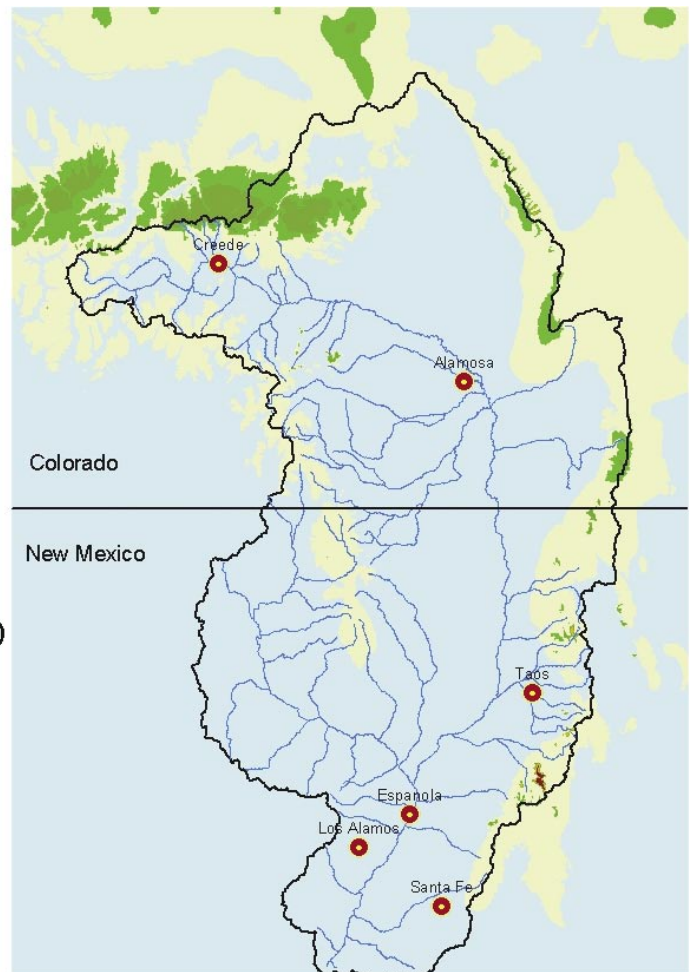 Creede
Alamosa
Colorado
New Mexico
)
Taos
Espanola
Los Alamos
Santa Fe